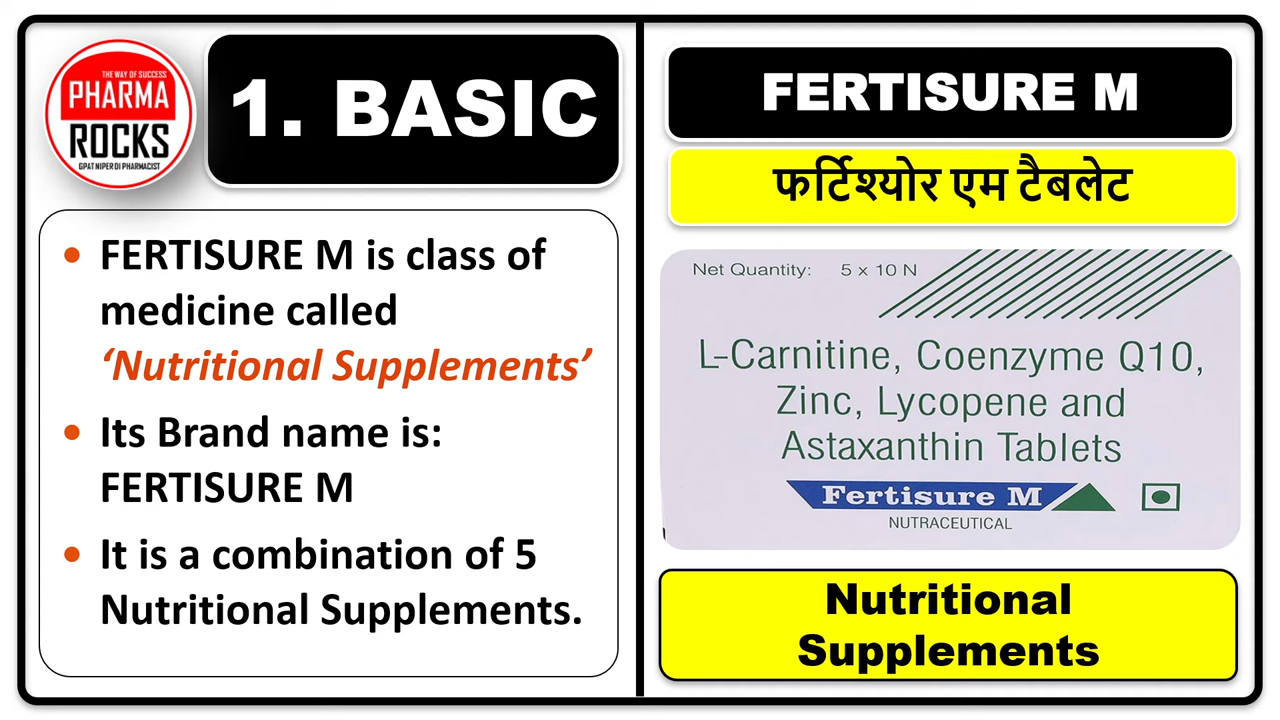 THE WAY OF SUCCESS
PHARMA
ROCKS
GPAT NIPER DI PHARMACIST
1. BASIC
• FERTISURE M is class of
medicine called
‘Nutritional Supplements’
• Its Brand name is:
FERTISURE M
• It is a combination of 5
Nutritional Supplements.
FERTISURE M
फर्टिश्योर एम टैबलेट
Net Quantity: 5 x 10 N
L-Carnitine, Coenzyme Q10,
Zinc, Lycopene and
Astaxanthin Tablets
Fertisure M
NUTRACEUTICAL
Nutritional
Supplements